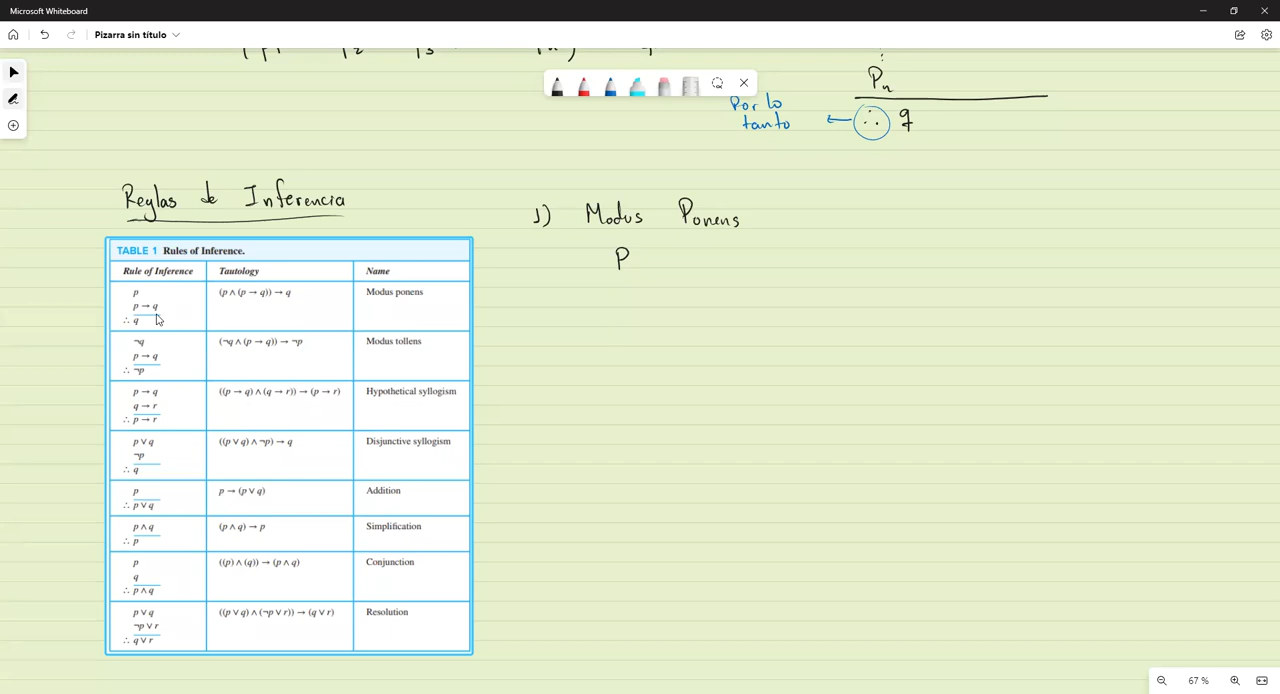 Microsoft Whiteboard
Pizarra sin título
Pn
Por lo
tanto
∴ q
Reglas de Inferencia
1) Modus Ponens
P
TABLE 1 Rules of Inference.
Rule of Inference Tautology Name
p
p → q
∴ q
(p ∧ (p → q)) → q
Modus ponens
¬q
p → q
∴ ¬p
(¬q ∧ (p → q)) → ¬p
Modus tollens
p → q
q → r
∴ p → r
((p → q) ∧ (q → r)) → (p → r)
Hypothetical syllogism
p ∨ q
¬p
∴ q
((p ∨ q) ∧ ¬p) → q
Disjunctive syllogism
p
∴ p ∨ q
p → (p ∨ q)
Addition
p ∧ q
∴ p
(p ∧ q) → p
Simplification
p
q
∴ p ∧ q
((p) ∧ (q)) → (p ∧ q)
Conjunction
p ∨ q
¬p ∨ r
∴ q ∨ r
((p ∨ q) ∧ (¬p ∨ r)) → (q ∨ r)
Resolution
67 %